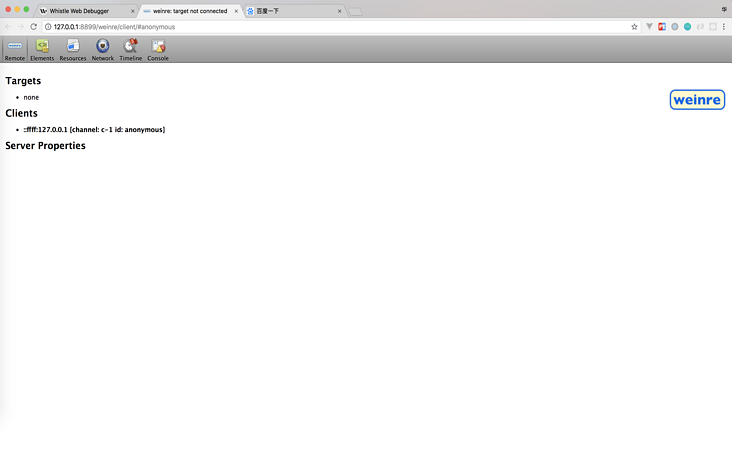 Whistle Web Debugger
weinre: target not connected
百度一下
华
127.0.0.1:8899/weinre/client/#anonymous
Remote
Elements
Resources
Network
Timeline
Console
Targets
none
weinre
Clients
::ffff:127.0.0.1 [channel: c-1 id: anonymous]
Server Properties